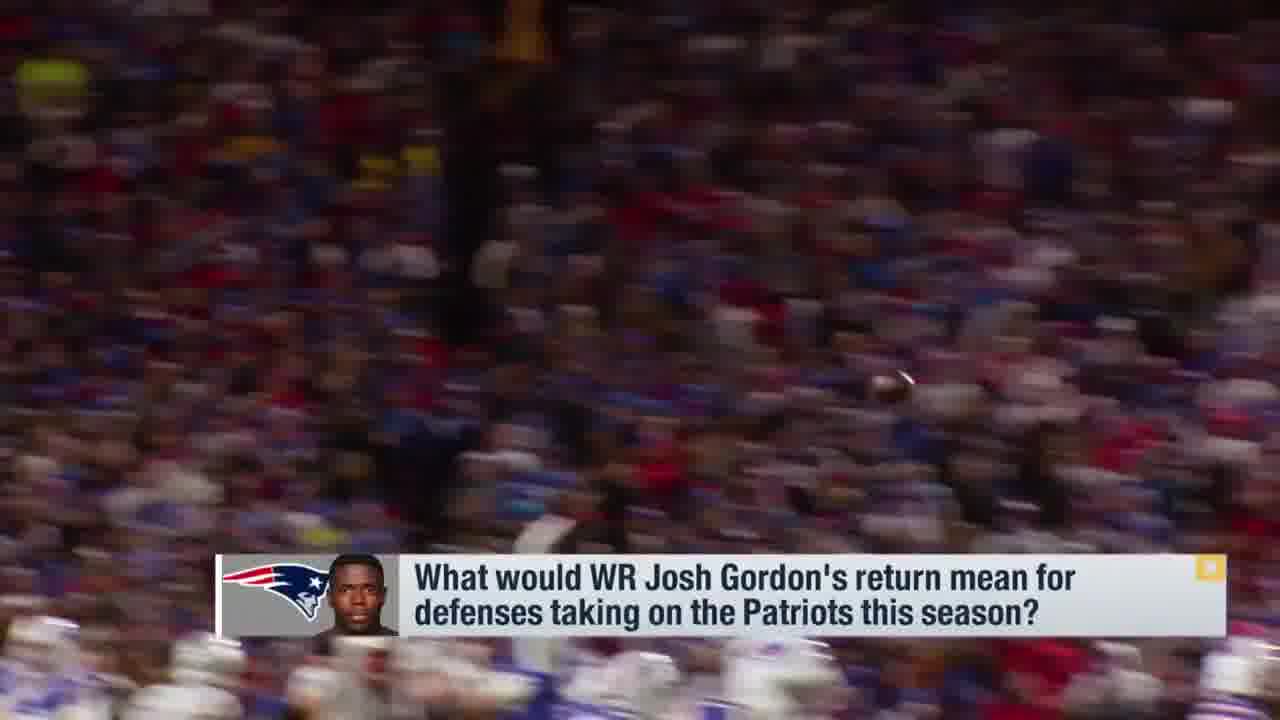 What would WR Josh Gordon's return mean for
defenses taking on the Patriots this season?